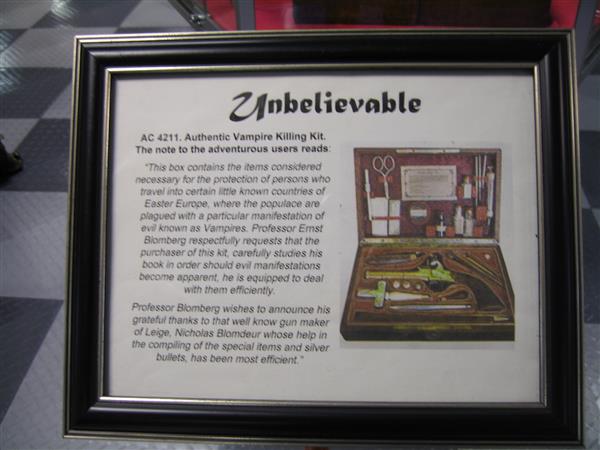 Unbelievable
AC 4211. Authentic Vampire Killing Kit.
The note to the adventurous users reads:
"This box contains the items considered
necessary for the protection of persons who
travel into certain little known countries of
Easter Europe, where the populace are
plagued with a particular manifestation of
evil known as Vampires. Professor Ernst
Blomberg respectfully requests that the
purchaser of this kit, carefully studies his
book in order should evil manifestations
become apparent, he is equipped to deal
with them efficiently.
Professor Blomberg wishes to announce his
grateful thanks to that well know gun maker
of Leige, Nicholas Blomdeur whose help in
the compiling of the special items and silver
bullets, has been most efficient."